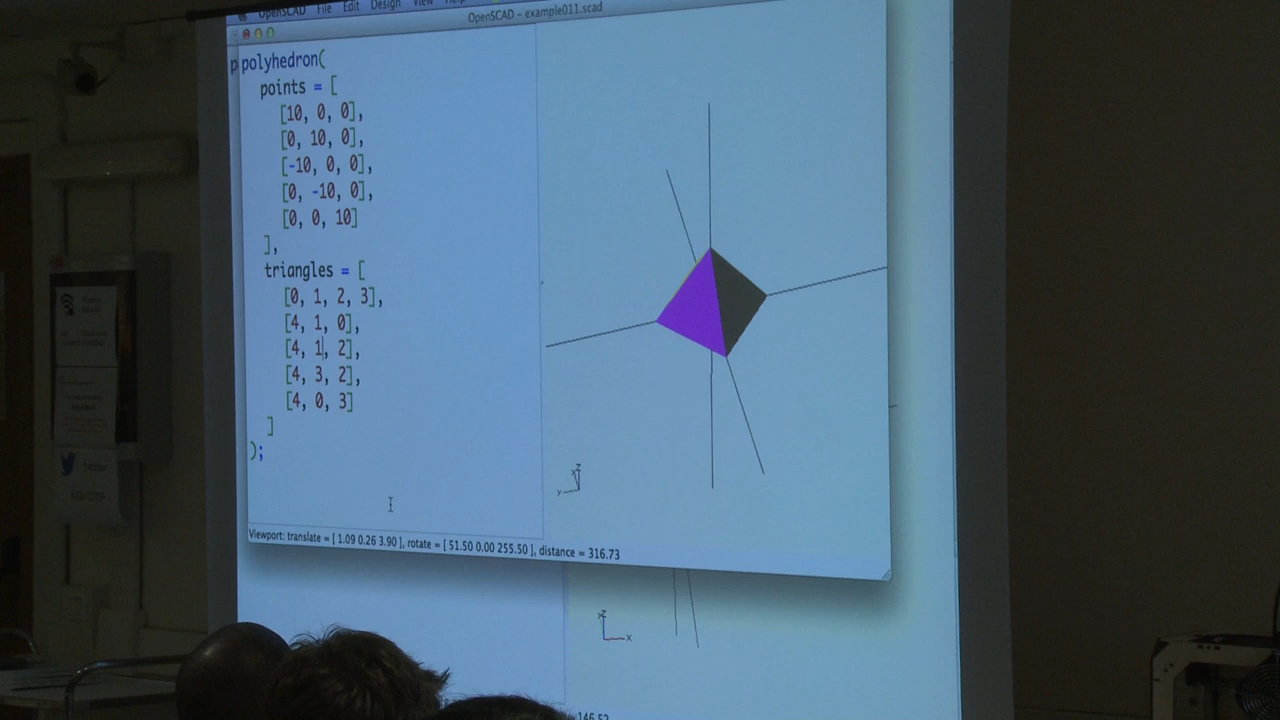 OpenSCAD File Edit Design View Help
OpenSCAD - example011.scad
p
polyhedron(
points = [
[10, 0, 0],
[0, 10, 0],
[-10, 0, 0],
[0, -10, 0],
[0, 0, 10]
],
triangles = [
[0, 1, 2, 3],
[4, 1, 0],
[4, 1, 2],
[4, 3, 2],
[4, 0, 3]
]
);
Viewport: translate = [ 1.09 0.26 3.90 ], rotate = [ 51.50 0.00 255.50 ], distance = 316.73
Z
Y
X
146.52